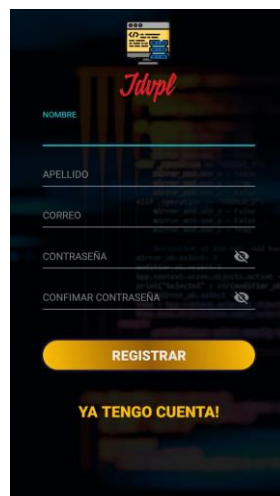 Jdvpl
NOMBRE
APELLIDO
CORREO
CONTRASEÑA
CONFIMAR CONTRASEÑA
REGISTRAR
YA TENGO CUENTA!